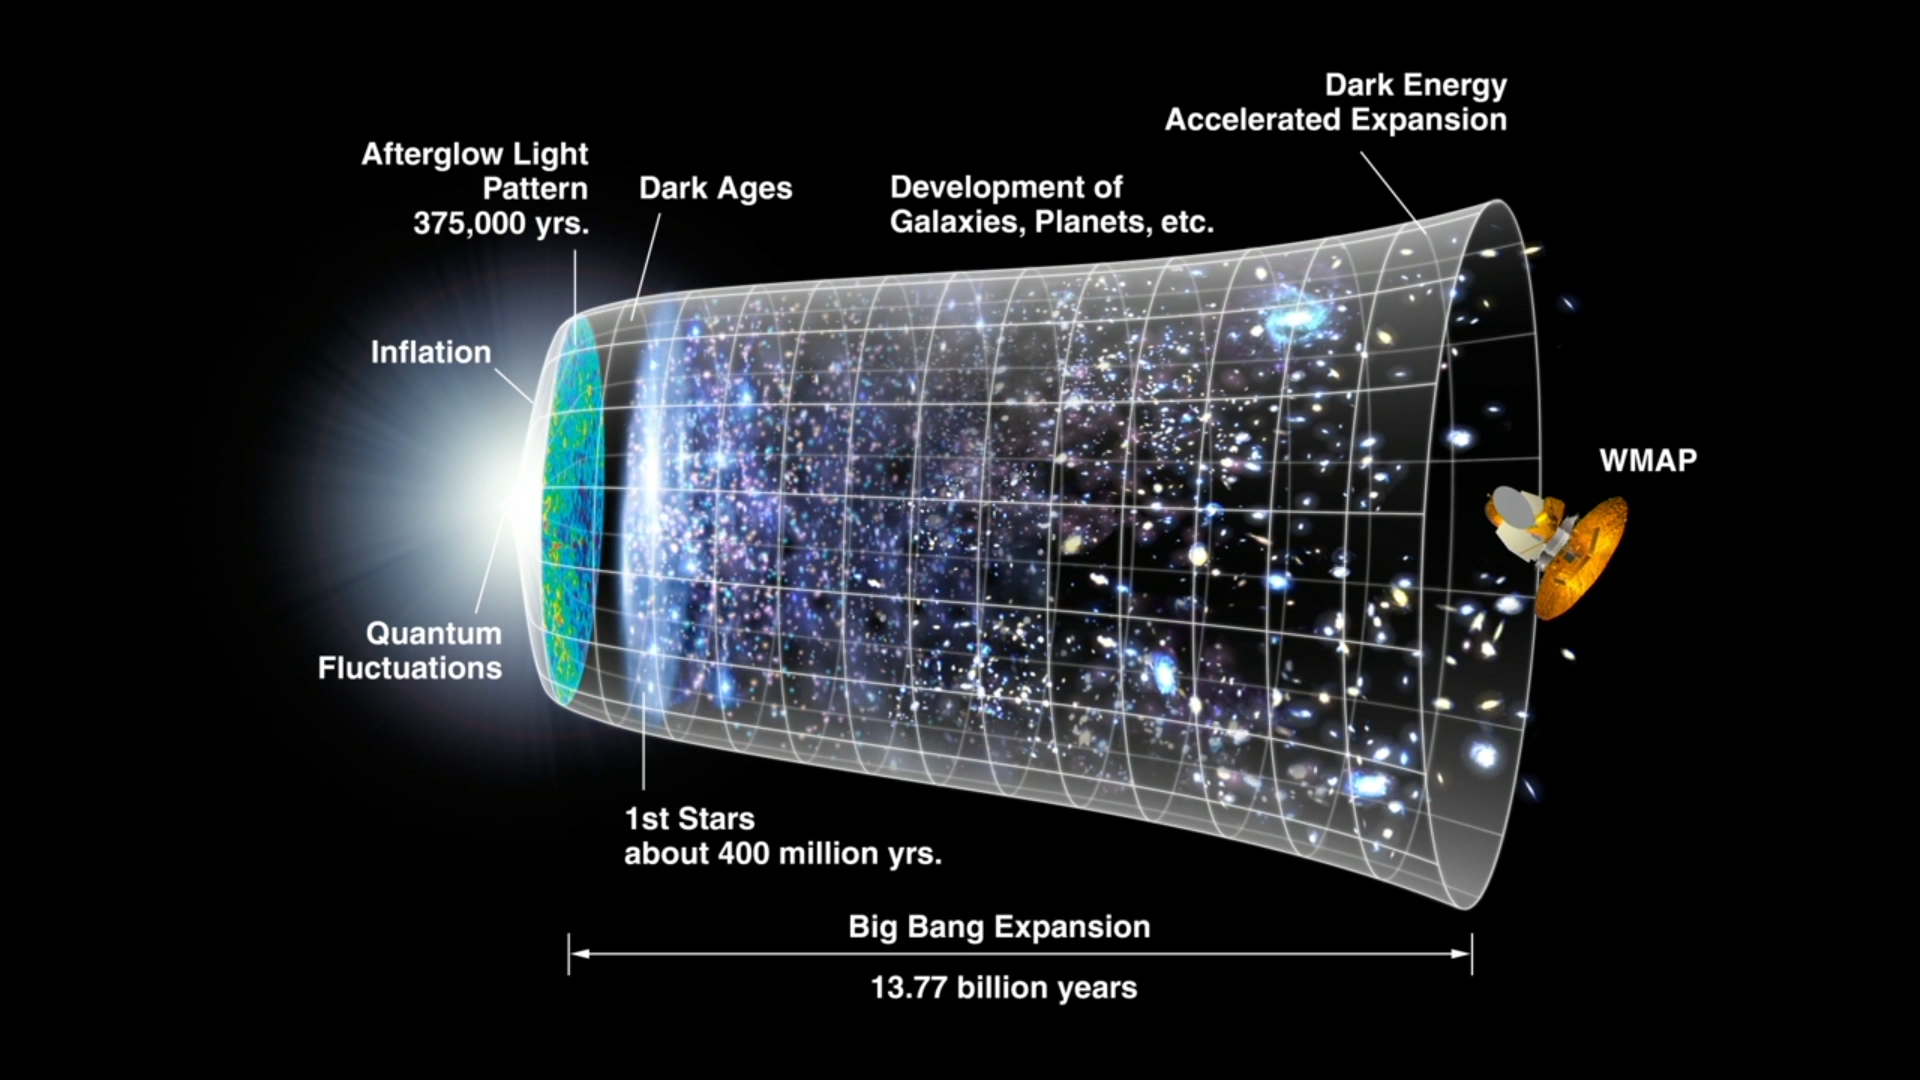 Dark Energy
Accelerated Expansion
Afterglow Light
Pattern
375,000 yrs.
Dark Ages
Development of
Galaxies, Planets, etc.
Inflation
WMAP
Quantum
Fluctuations
1st Stars
about 400 million yrs.
Big Bang Expansion
13.77 billion years